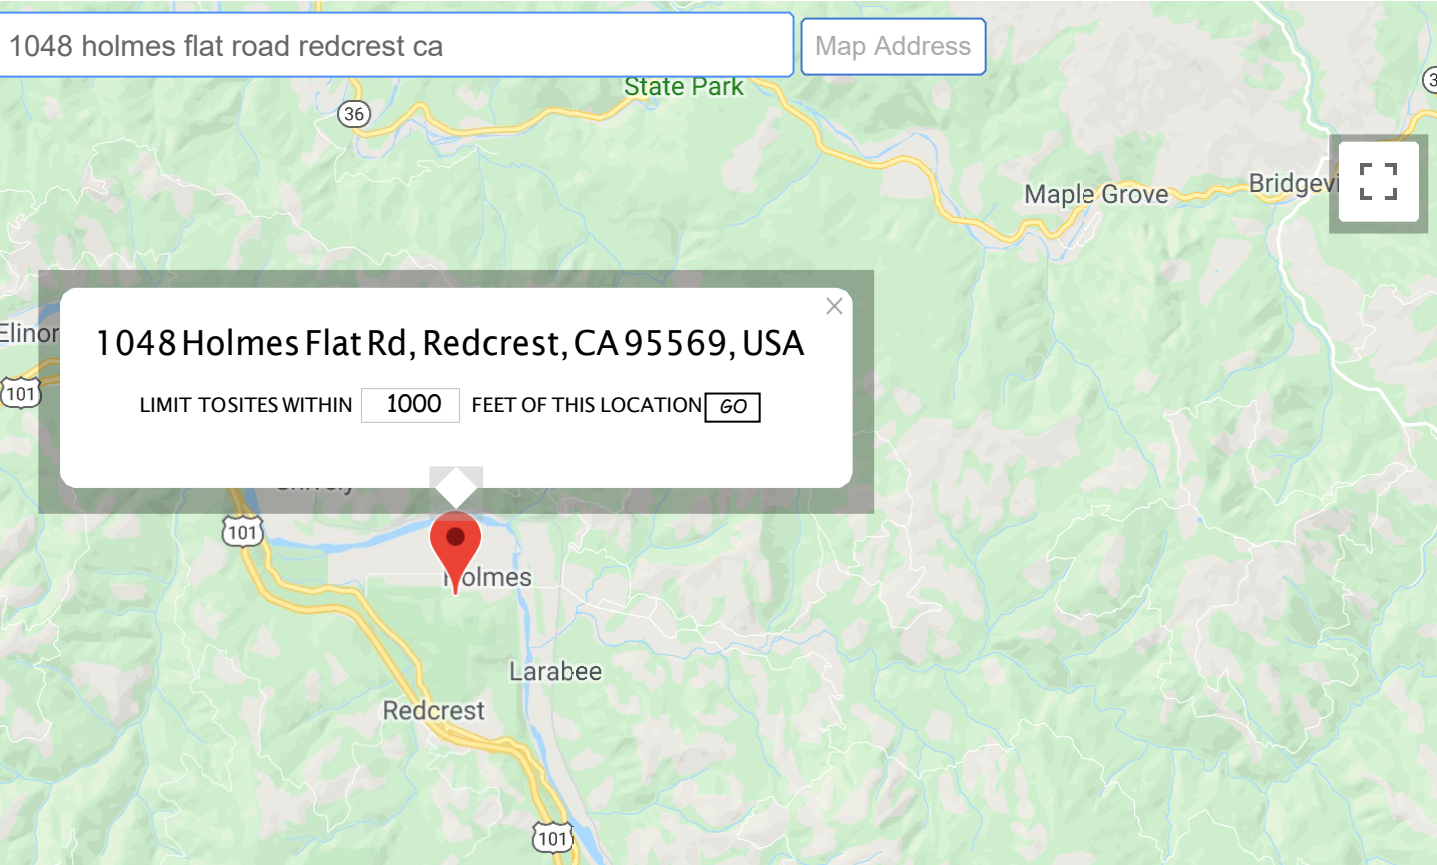 1048 holmes flat road redcrest ca
Map Address
State Park
36
3
Maple Grove
Bridgevi
Elinor
1048 Holmes Flat Rd, Redcrest, CA 95569, USA
101
LIMIT TO SITES WITHIN 1000 FEET OF THIS LOCATION GO
101
Holmes
Larabee
Redcrest
101